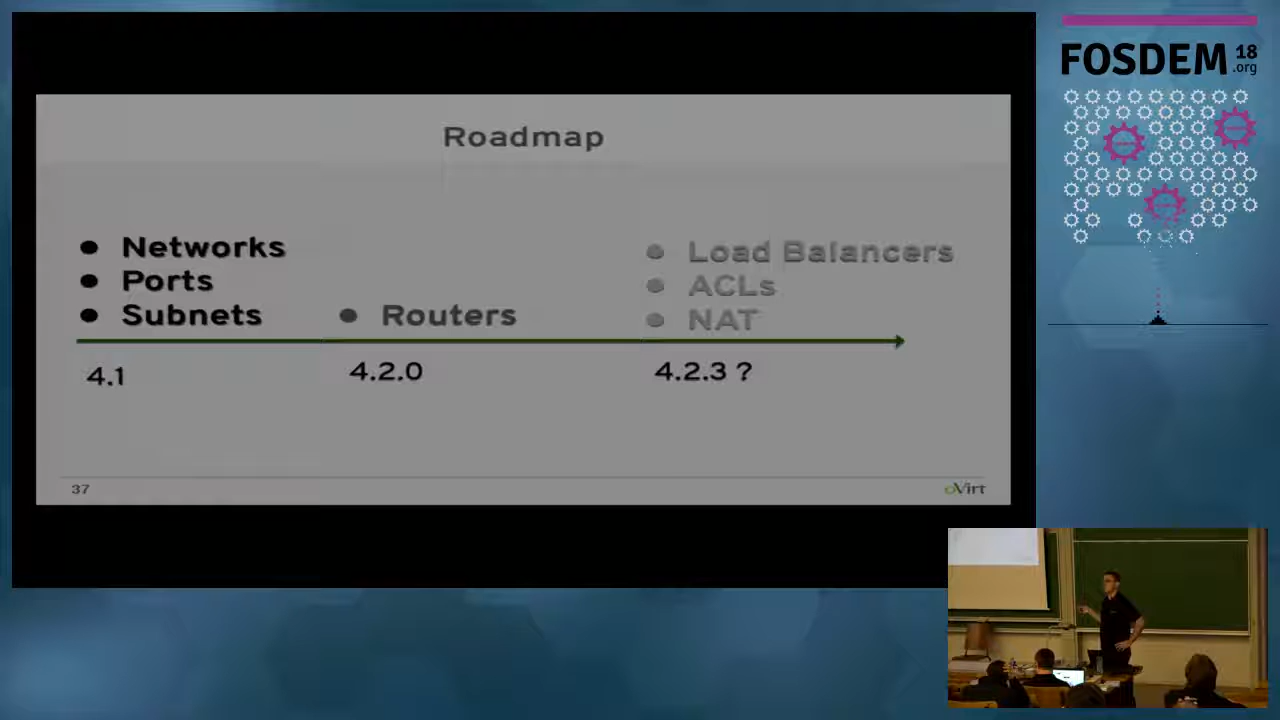 Roadmap
• Networks
• Ports
• Subnets
• Routers
• Load Balancers
• ACLs
• NAT
4.1
4.2.0
4.2.3 ?
37
oVirt
FOSDEM 18
.org